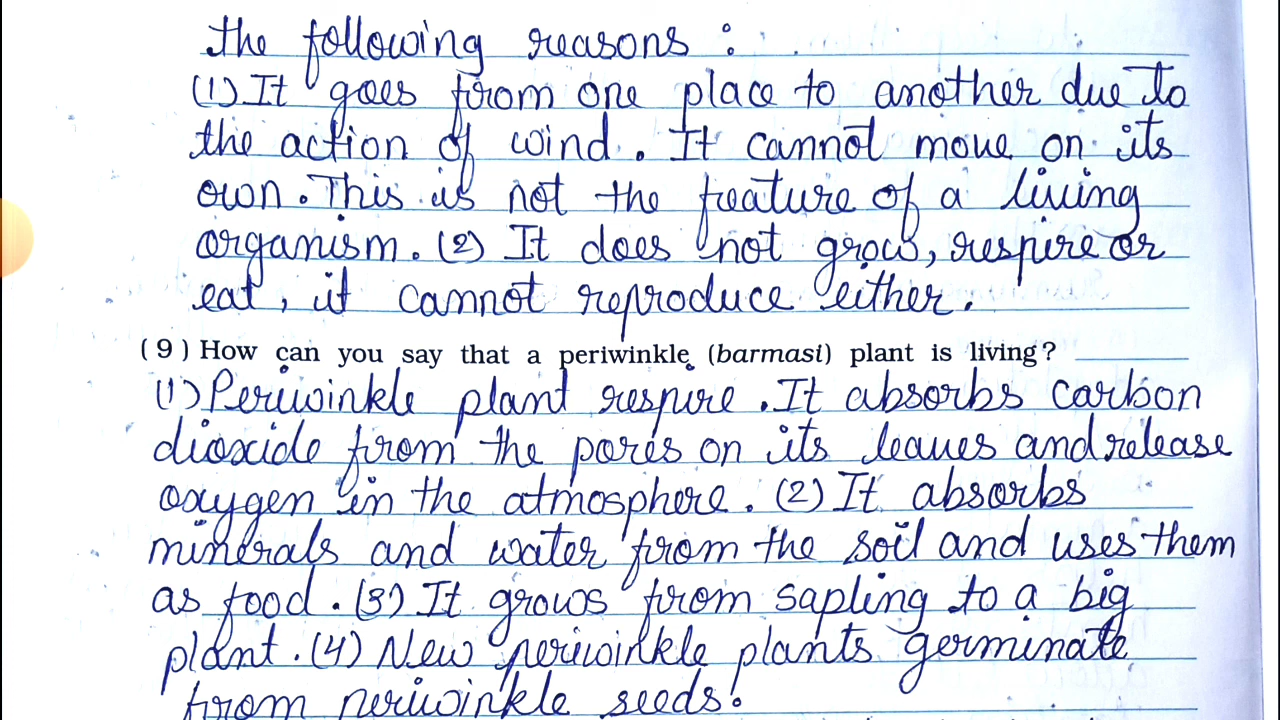 the following reasons :
(1) It goes from one place to another due to
the action of wind. It cannot move on its
own. This is not the feature of a living
organism. (2) It does not grow, respire or
eat, it cannot reproduce either.
(9) How can you say that a periwinkle (barmasi) plant is living?
(1) Periwinkle plant respire. It absorbs carbon
dioxide from the pores on its leaves and release
oxygen in the atmosphere. (2) It absorbs
minerals and water from the soil and uses them
as food. (3) It grows from sapling to a big
plant. (4) New periwinkle plants germinate
from periwinkle seeds.